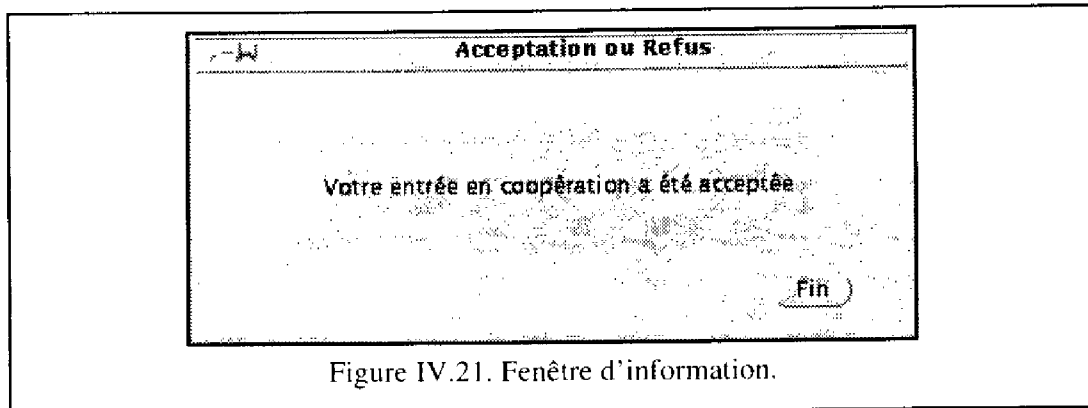 Acceptation ou Refus
Votre entrée en coopération a été acceptée
Fin
Figure IV.21. Fenêtre d'information.